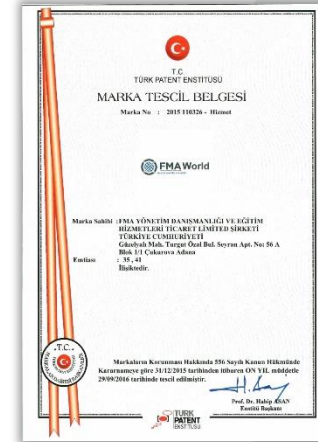 T.C.
TÜRK PATENT ENSTİTÜSÜ
MARKA TESCİL BELGESİ
Marka No : 2015 110326 - Hizmet
FMA World
Marka Sahibi : FMA YÖNETİM DANIŞMANLIĞI VE EĞİTİM
HİZMETLERİ TİCARET LİMİTED ŞİRKETİ
TÜRKİYE CUMHURİYETİ
Güzelyalı Mah. Turgut Özal Bul. Seyran Apt. No: 56 A
Blok 1/1 Çukurova Adana
Emtiası : 35, 41
İlişiktedir.
.T.C.
Markaların Korunması Hakkında 556 Sayılı Kanun Hükmünde
Kararnameye göre 31/12/2015 tarihinden itibaren ON YIL müddetle
29/09/2016 tarihinde tescil edilmiştir.
Prof. Dr. Habip ASAN
Enstitü Başkanı
TURK
PATENT
ENSTİTÜSÜ